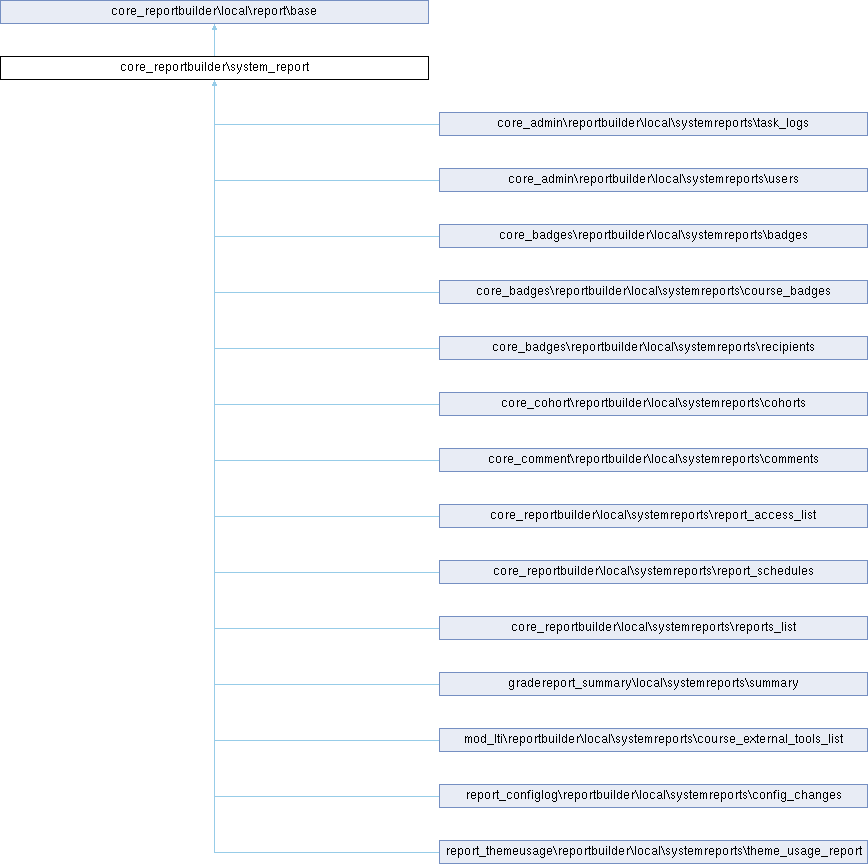 core_reportbuilder\local\report\base
core_reportbuilder\system_report
core_admin\reportbuilder\local\systemreports\task_logs
core_admin\reportbuilder\local\systemreports\users
core_badges\reportbuilder\local\systemreports\badges
core_badges\reportbuilder\local\systemreports\course_badges
core_badges\reportbuilder\local\systemreports\recipients
core_cohort\reportbuilder\local\systemreports\cohorts
core_comment\reportbuilder\local\systemreports\comments
core_reportbuilder\local\systemreports\report_access_list
core_reportbuilder\local\systemreports\report_schedules
core_reportbuilder\local\systemreports\reports_list
gradereport_summary\local\systemreports\summary
mod_lti\reportbuilder\local\systemreports\course_external_tools_list
report_configlog\reportbuilder\local\systemreports\config_changes
report_themeusage\reportbuilder\local\systemreports\theme_usage_report